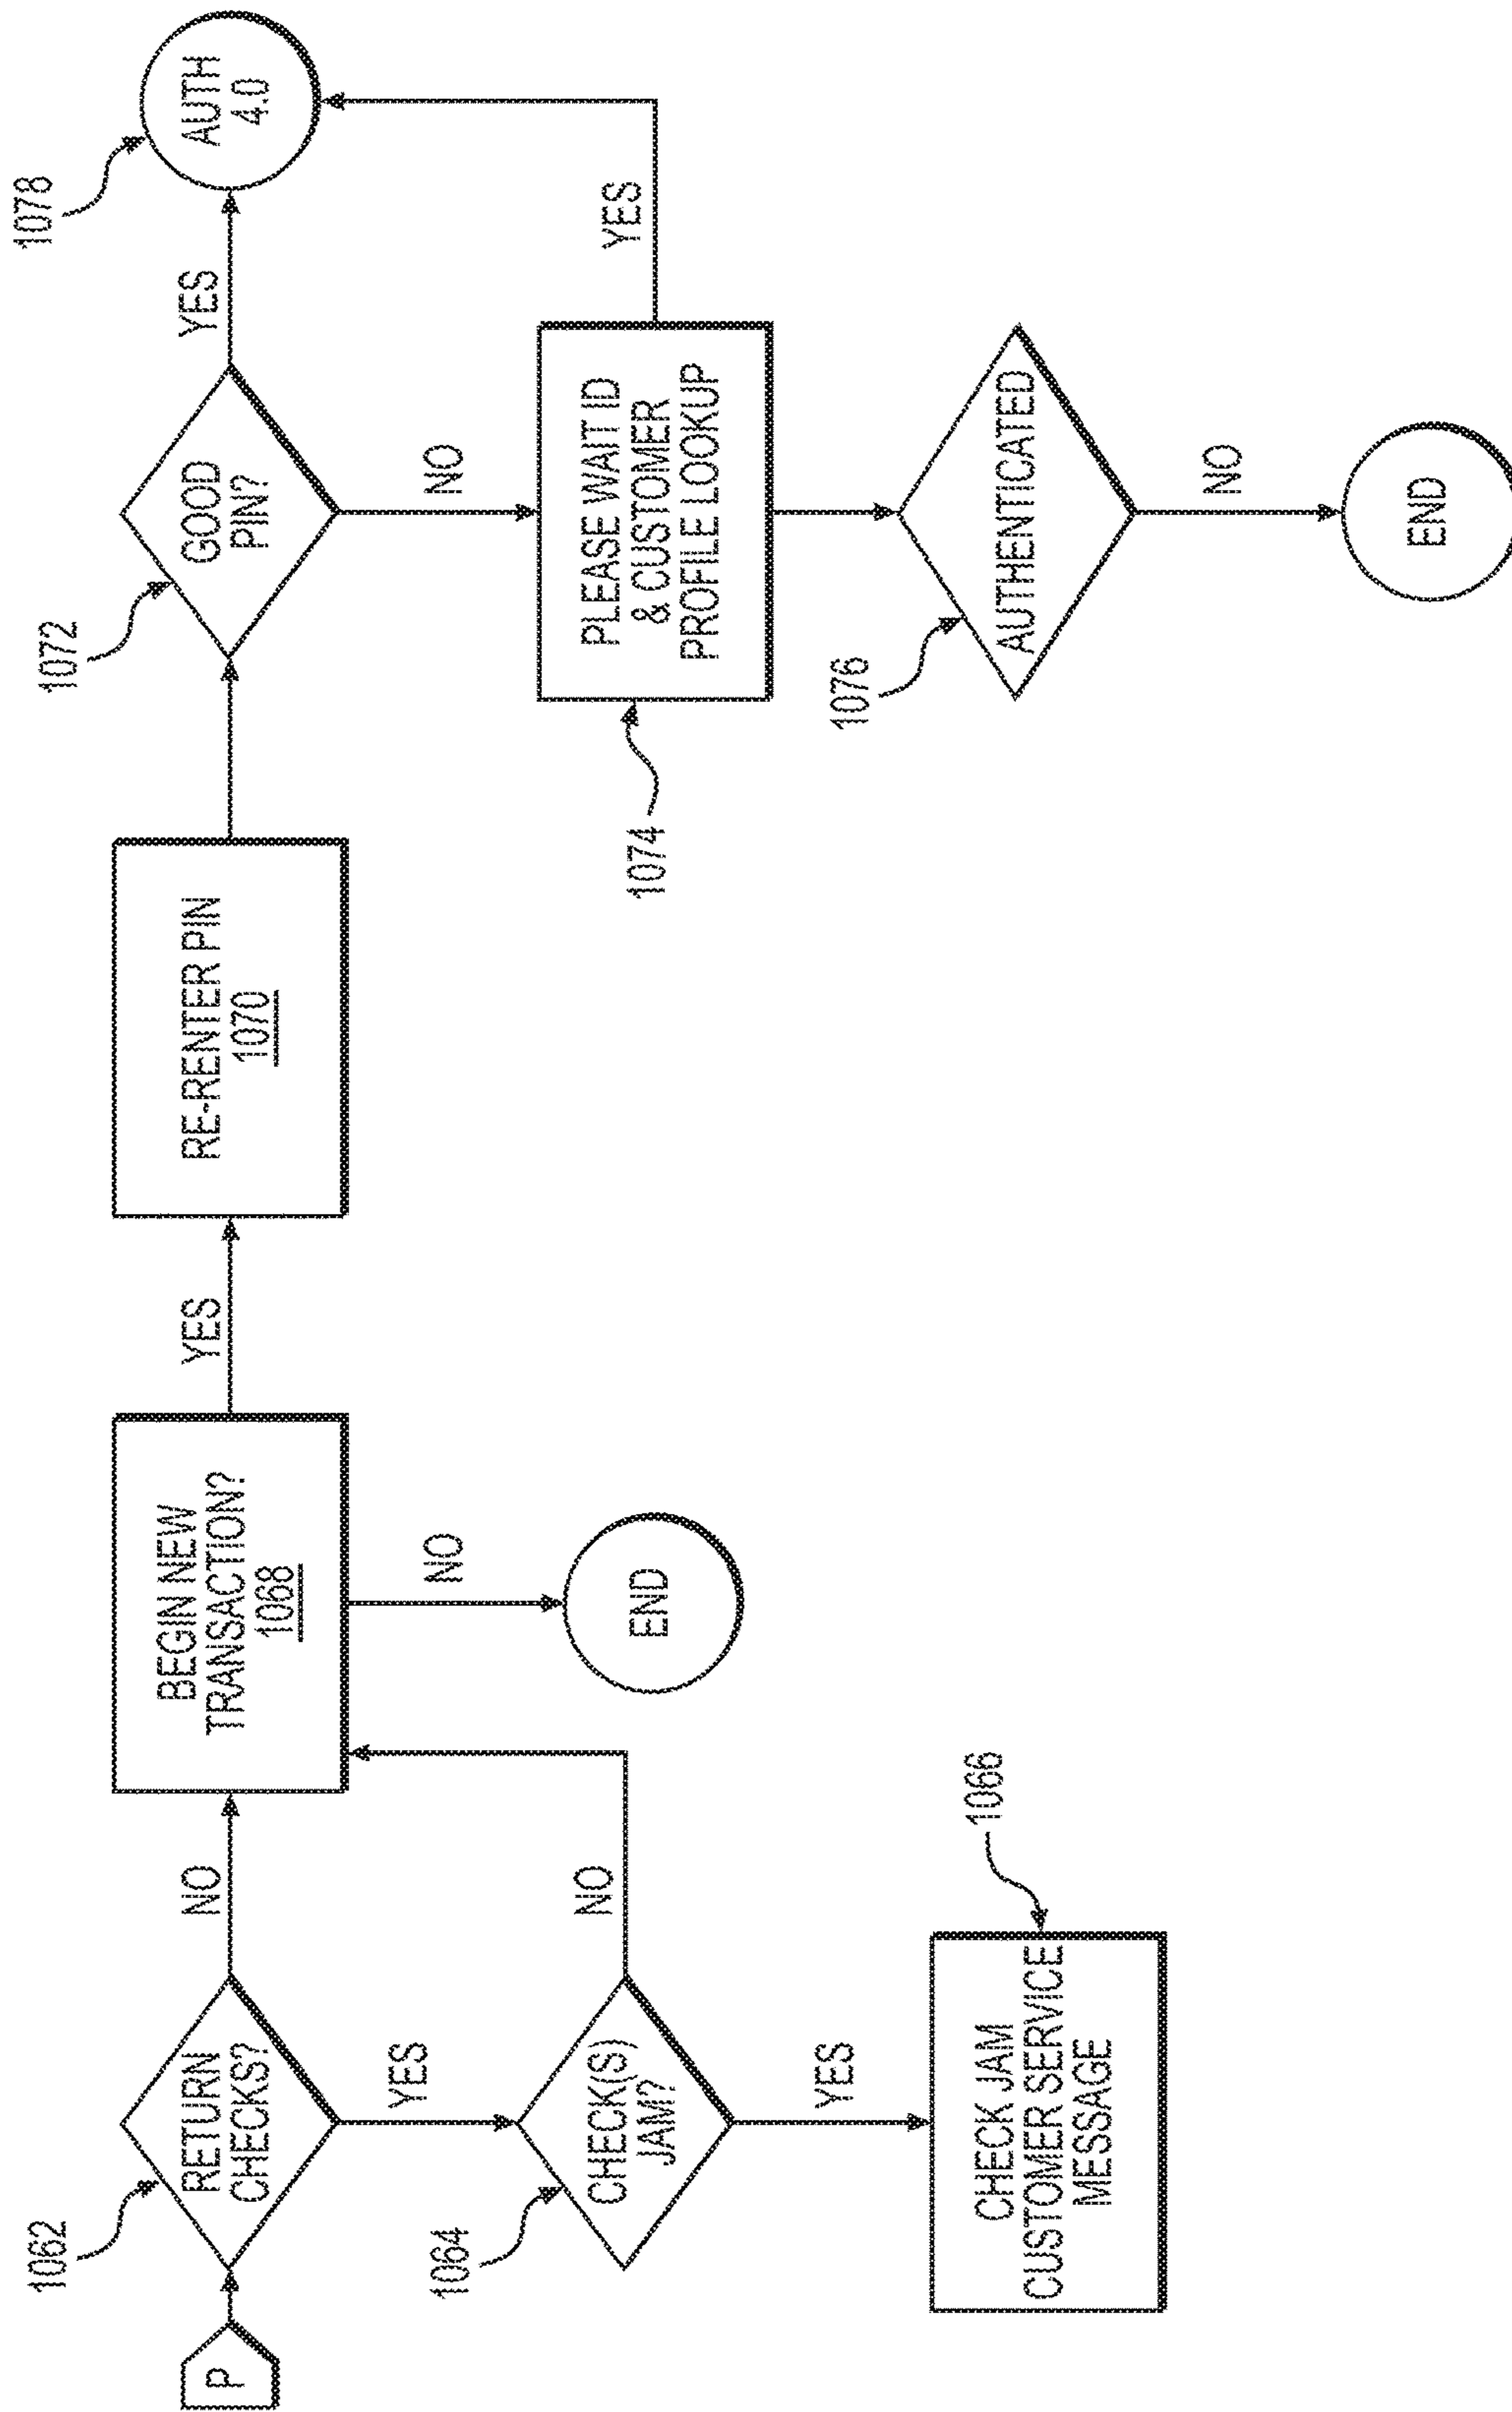 P
1062
RETURN
CHECKS?
NO
YES
1064
CHECK(S)
JAM?
NO
YES
CHECK JAM
CUSTOMER SERVICE
MESSAGE
1066
BEGIN NEW
TRANSACTION?
1068
NO
END
YES
RE-RENTER PIN
1070
1072
GOOD
PIN?
YES
AUTH
4.0
1078
NO
PLEASE WAIT ID
& CUSTOMER
PROFILE LOOKUP
1074
YES
1076
AUTHENTICATED
NO
END